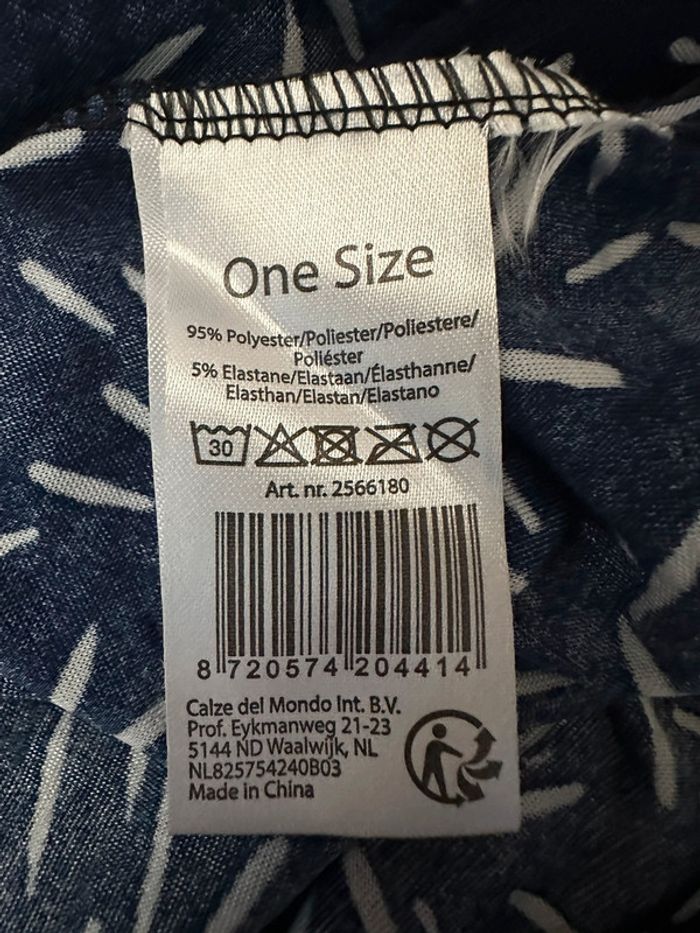 One Size
95% Polyester/Poliester/Poliestere/
Poliéster
5% Elastane/Elastaan/Élasthanne/
Elasthan/Elastan/Elastano
30
Art. nr. 2566180
8 720574 204414
Calze del Mondo Int. B.V.
Prof. Eykmanweg 21-23
5144 ND Waalwijk, NL
NL825754240B03
Made in China